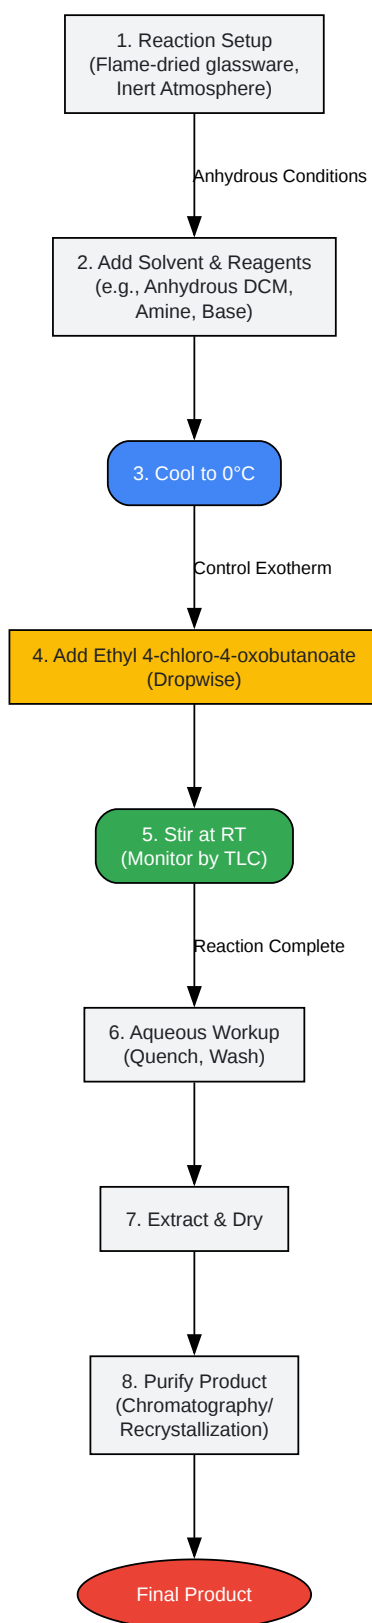 1. Reaction Setup
(Flame-dried glassware,
Inert Atmosphere)
Anhydrous Conditions
2. Add Solvent & Reagents
(e.g., Anhydrous DCM,
Amine, Base)
3. Cool to 0°C
Control Exotherm
4. Add Ethyl 4-chloro-4-oxobutanoate
(Dropwise)
5. Stir at RT
(Monitor by TLC)
Reaction Complete
6. Aqueous Workup
(Quench, Wash)
7. Extract & Dry
8. Purify Product
(Chromatography/
Recrystallization)
Final Product